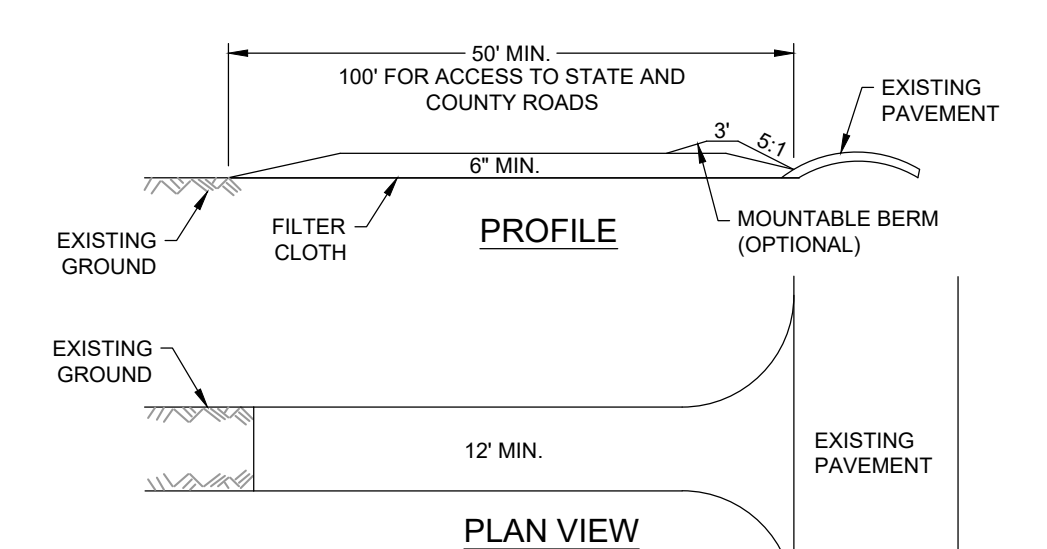 50' MIN.
100' FOR ACCESS TO STATE AND
COUNTY ROADS
EXISTING
PAVEMENT
3'
5:1
6" MIN.
EXISTING
GROUND
FILTER
CLOTH
PROFILE
MOUNTABLE BERM
(OPTIONAL)
EXISTING
GROUND
12' MIN.
EXISTING
PAVEMENT
PLAN VIEW